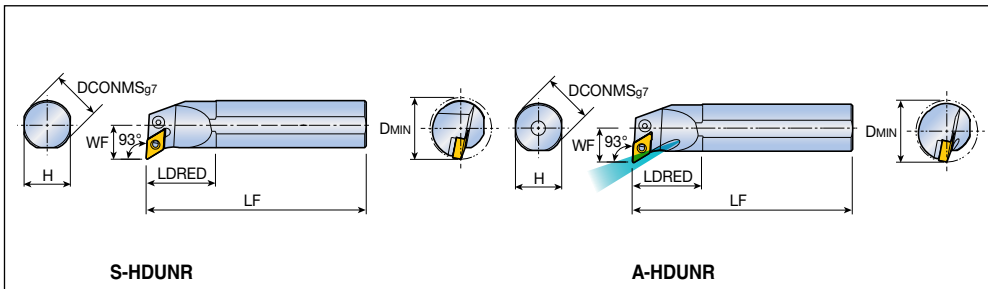 DCONMSg7
WF
93°
H
LDRED
LF
DMIN
S-HDUNR
DCONMSg7
WF
93°
H
LDRED
LF
DMIN
A-HDUNR